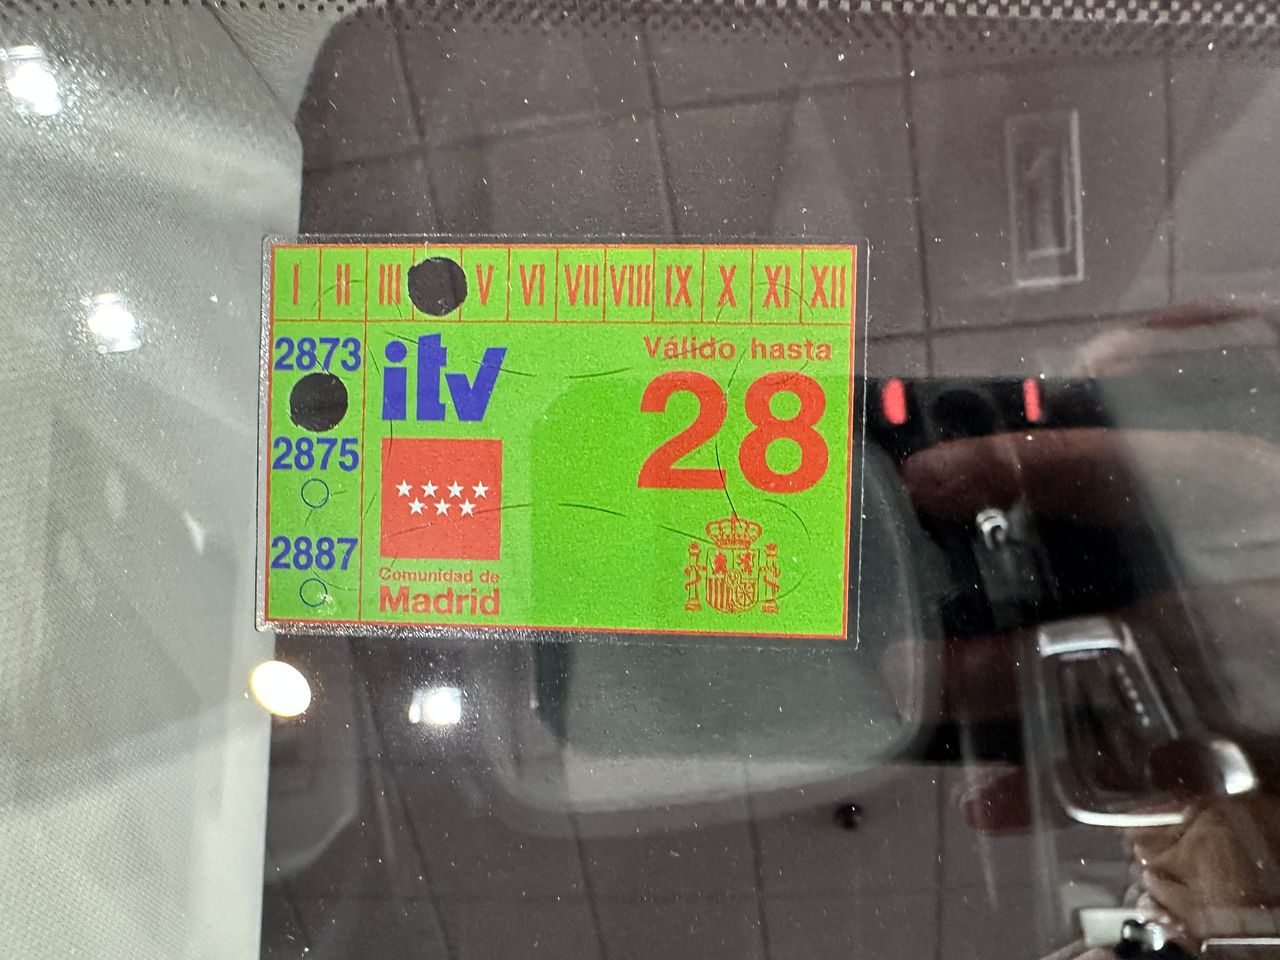 I II III V VI VII VIII IX X XI XII
2873
itv
Válido hasta
28
2875
2887
Comunidad de
Madrid